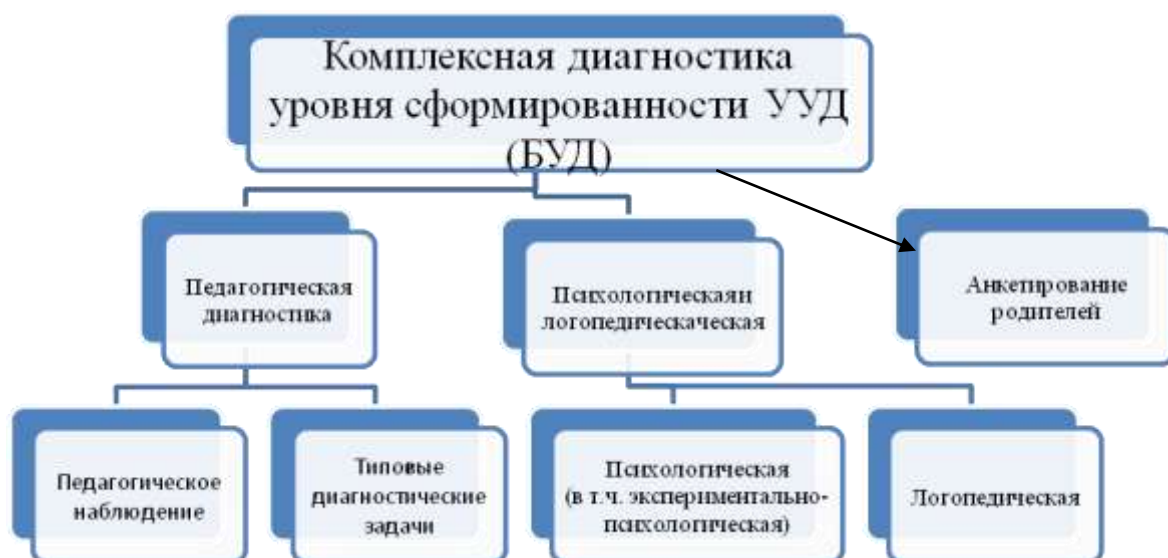 Комплексная диагностика
уровня сформированности УУД
(БУД)
Педагогическая
диагностика
Психологическаяи
логопедическаческая
Анкетирование
родителей
Педагогическое
наблюдение
Типовые
диагностические
задачи
Психологическая
(в т.ч. экспериментально-
психологическая)
Логопедическая